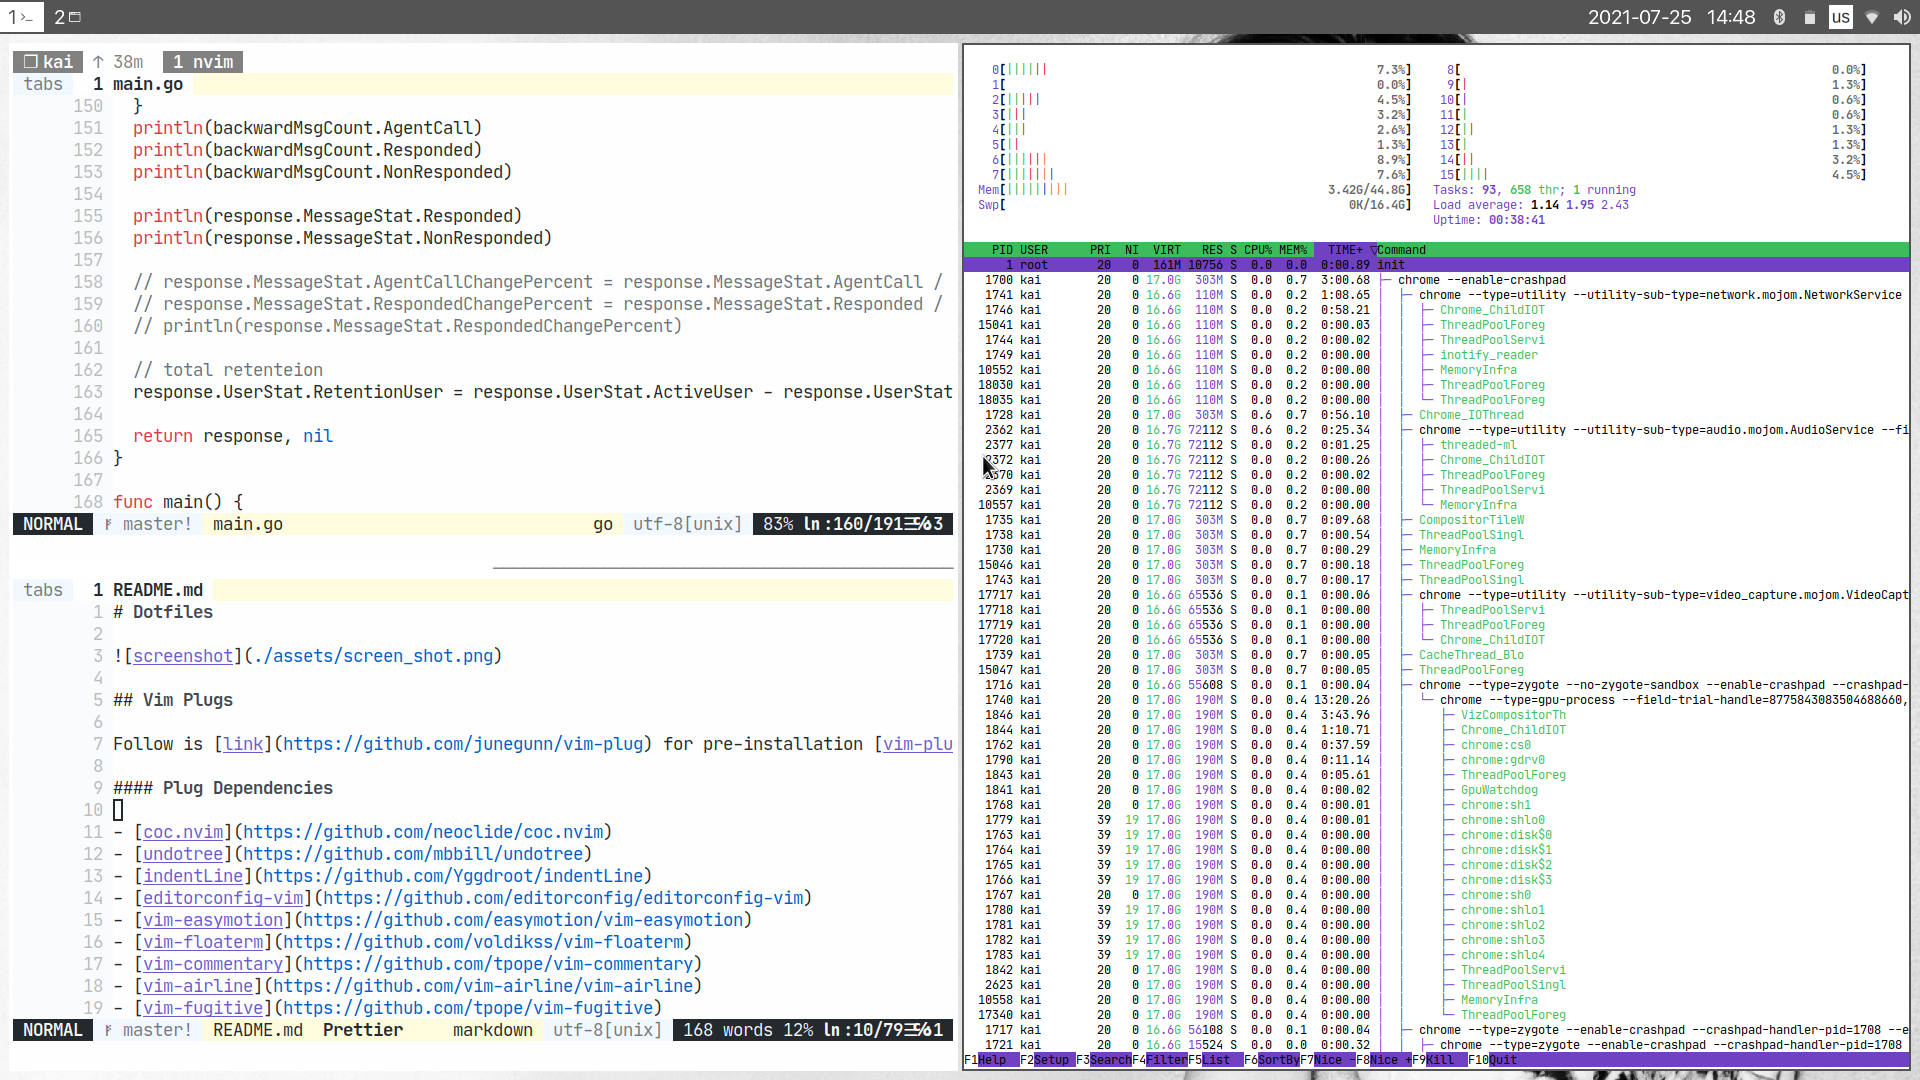 1 2 2021-07-25 14:48 us
❐ kai ↑ 38m 1 nvim
tabs 1 main.go
150 }
151 println(backwardMsgCount.AgentCall)
152 println(backwardMsgCount.Responded)
153 println(backwardMsgCount.NonResponded)
154
155 println(response.MessageStat.Responded)
156 println(response.MessageStat.NonResponded)
157
158 // response.MessageStat.AgentCallChangePercent = response.MessageStat.AgentCall /
159 // response.MessageStat.RespondedChangePercent = response.MessageStat.Responded /
160 // println(response.MessageStat.RespondedChangePercent)
161
162 // total retenteion
163 response.UserStat.RetentionUser = response.UserStat.ActiveUser - response.UserStat
164
165 return response, nil
166 }
167
168 func main() {
NORMAL master! main.go go utf-8[unix] 83% ln:160/191 63
tabs 1 README.md
1 # Dotfiles
2
3 ![screenshot](./assets/screen_shot.png)
4
5 ## Vim Plugs
6
7 Follow is [link](https://github.com/junegunn/vim-plug) for pre-installation [vim-plu
8
9 #### Plug Dependencies
10
11 - [coc.nvim](https://github.com/neoclide/coc.nvim)
12 - [undotree](https://github.com/mbbill/undotree)
13 - [indentLine](https://github.com/Yggdroot/indentLine)
14 - [editorconfig-vim](https://github.com/editorconfig/editorconfig-vim)
15 - [vim-easymotion](https://github.com/easymotion/vim-easymotion)
16 - [vim-floaterm](https://github.com/voldikss/vim-floaterm)
17 - [vim-commentary](https://github.com/tpope/vim-commentary)
18 - [vim-airline](https://github.com/vim-airline/vim-airline)
19 - [vim-fugitive](https://github.com/tpope/vim-fugitive)
NORMAL master! README.md Prettier markdown utf-8[unix] 168 words 12% ln:10/79 1
0[|||||| 7.3%] 8[ 0.0%]
1[ 0.0%] 9[| 1.3%]
2[||||| 4.5%] 10[| 0.6%]
3[||| 3.2%] 11[| 0.6%]
4[||| 2.6%] 12[|| 1.3%]
5[|| 1.3%] 13[| 1.3%]
6[|||||| 8.9%] 14[|| 3.2%]
7[||||||| 7.6%] 15[|||| 4.5%]
Mem[||||||||| 3.42G/44.8G] Tasks: 93, 658 thr; 1 running
Swp[ 0K/16.4G] Load average: 1.14 1.95 2.43
Uptime: 00:38:41
PID USER PRI NI VIRT RES S CPU% MEM% TIME+ ▽Command
1 root 20 0 161M 10756 S 0.0 0.0 0:00.89 init
1700 kai 20 0 17.0G 303M S 0.0 0.7 3:00.68 ├─ chrome --enable-crashpad
1741 kai 20 0 16.6G 110M S 0.0 0.2 1:08.65 │ ├─ chrome --type=utility --utility-sub-type=network.mojom.NetworkService
1746 kai 20 0 16.6G 110M S 0.0 0.2 0:58.21 │ │ ├─ Chrome_ChildIOT
15041 kai 20 0 16.6G 110M S 0.0 0.2 0:00.03 │ │ ├─ ThreadPoolForeg
1744 kai 20 0 16.6G 110M S 0.0 0.2 0:00.02 │ │ ├─ ThreadPoolServi
1749 kai 20 0 16.6G 110M S 0.0 0.2 0:00.00 │ │ ├─ inotify_reader
10552 kai 20 0 16.6G 110M S 0.0 0.2 0:00.00 │ │ ├─ MemoryInfra
18030 kai 20 0 16.6G 110M S 0.0 0.2 0:00.00 │ │ ├─ ThreadPoolForeg
18035 kai 20 0 16.6G 110M S 0.0 0.2 0:00.00 │ │ └─ ThreadPoolForeg
1728 kai 20 0 17.0G 303M S 0.6 0.7 0:56.10 │ ├─ Chrome_IOThread
2362 kai 20 0 16.7G 72112 S 0.6 0.2 0:25.34 │ ├─ chrome --type=utility --utility-sub-type=audio.mojom.AudioService --fi
2377 kai 20 0 16.7G 72112 S 0.0 0.2 0:01.25 │ │ ├─ threaded-ml
2372 kai 20 0 16.7G 72112 S 0.0 0.2 0:00.26 │ │ ├─ Chrome_ChildIOT
2370 kai 20 0 16.7G 72112 S 0.0 0.2 0:00.02 │ │ ├─ ThreadPoolForeg
2369 kai 20 0 16.7G 72112 S 0.0 0.2 0:00.00 │ │ ├─ ThreadPoolServi
10557 kai 20 0 16.7G 72112 S 0.0 0.2 0:00.00 │ │ └─ MemoryInfra
1735 kai 20 0 17.0G 303M S 0.0 0.7 0:09.68 │ ├─ CompositorTileW
1738 kai 20 0 17.0G 303M S 0.0 0.7 0:00.54 │ ├─ ThreadPoolSingl
1730 kai 20 0 17.0G 303M S 0.0 0.7 0:00.29 │ ├─ MemoryInfra
15046 kai 20 0 17.0G 303M S 0.0 0.7 0:00.18 │ ├─ ThreadPoolForeg
1743 kai 20 0 17.0G 303M S 0.0 0.7 0:00.17 │ ├─ ThreadPoolSingl
17717 kai 20 0 16.6G 65536 S 0.0 0.1 0:00.06 │ ├─ chrome --type=utility --utility-sub-type=video_capture.mojom.VideoCapt
17718 kai 20 0 16.6G 65536 S 0.0 0.1 0:00.00 │ │ ├─ ThreadPoolServi
17719 kai 20 0 16.6G 65536 S 0.0 0.1 0:00.00 │ │ ├─ ThreadPoolForeg
17720 kai 20 0 16.6G 65536 S 0.0 0.1 0:00.00 │ │ └─ Chrome_ChildIOT
1739 kai 20 0 17.0G 303M S 0.0 0.7 0:00.05 │ ├─ CacheThread_Blo
15047 kai 20 0 17.0G 303M S 0.0 0.7 0:00.05 │ ├─ ThreadPoolForeg
1716 kai 20 0 16.6G 55608 S 0.0 0.1 0:00.04 │ ├─ chrome --type=zygote --no-zygote-sandbox --enable-crashpad --crashpad-
1740 kai 20 0 17.0G 190M S 0.0 0.4 13:20.26 │ │ └─ chrome --type=gpu-process --field-trial-handle=8775843083504688660,
1846 kai 20 0 17.0G 190M S 0.0 0.4 3:43.96 │ │ ├─ VizCompositorTh
1844 kai 20 0 17.0G 190M S 0.0 0.4 1:10.71 │ │ ├─ Chrome_ChildIOT
1762 kai 20 0 17.0G 190M S 0.0 0.4 0:37.59 │ │ ├─ chrome:cs0
1790 kai 20 0 17.0G 190M S 0.0 0.4 0:11.14 │ │ ├─ chrome:gdrv0
1843 kai 20 0 17.0G 190M S 0.0 0.4 0:05.61 │ │ ├─ ThreadPoolForeg
1841 kai 20 0 17.0G 190M S 0.0 0.4 0:00.02 │ │ ├─ GpuWatchdog
1768 kai 20 0 17.0G 190M S 0.0 0.4 0:00.01 │ │ ├─ chrome:sh1
1779 kai 39 19 17.0G 190M S 0.0 0.4 0:00.01 │ │ ├─ chrome:shlo0
1763 kai 39 19 17.0G 190M S 0.0 0.4 0:00.00 │ │ ├─ chrome:disk$0
1764 kai 39 19 17.0G 190M S 0.0 0.4 0:00.00 │ │ ├─ chrome:disk$1
1765 kai 39 19 17.0G 190M S 0.0 0.4 0:00.00 │ │ ├─ chrome:disk$2
1766 kai 39 19 17.0G 190M S 0.0 0.4 0:00.00 │ │ ├─ chrome:disk$3
1767 kai 20 0 17.0G 190M S 0.0 0.4 0:00.00 │ │ ├─ chrome:sh0
1780 kai 39 19 17.0G 190M S 0.0 0.4 0:00.00 │ │ ├─ chrome:shlo1
1781 kai 39 19 17.0G 190M S 0.0 0.4 0:00.00 │ │ ├─ chrome:shlo2
1782 kai 39 19 17.0G 190M S 0.0 0.4 0:00.00 │ │ ├─ chrome:shlo3
1783 kai 39 19 17.0G 190M S 0.0 0.4 0:00.00 │ │ ├─ chrome:shlo4
1842 kai 20 0 17.0G 190M S 0.0 0.4 0:00.00 │ │ ├─ ThreadPoolServi
2623 kai 20 0 17.0G 190M S 0.0 0.4 0:00.00 │ │ ├─ ThreadPoolSingl
10558 kai 20 0 17.0G 190M S 0.0 0.4 0:00.00 │ │ ├─ MemoryInfra
17340 kai 20 0 17.0G 190M S 0.0 0.4 0:00.00 │ │ └─ ThreadPoolForeg
1717 kai 20 0 16.6G 56108 S 0.0 0.1 0:00.04 │ ├─ chrome --type=zygote --enable-crashpad --crashpad-handler-pid=1708 --e
1721 kai 20 0 16.6G 15524 S 0.0 0.0 0:00.32 │ │ ├─ chrome --type=zygote --enable-crashpad --crashpad-handler-pid=1708
F1Help F2Setup F3SearchF4FilterF5List F6SortByF7Nice -F8Nice +F9Kill F10Quit